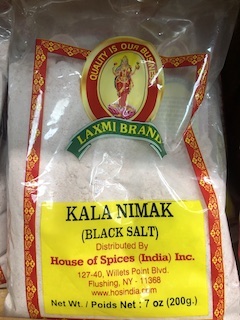 QUALITY IS OUR BUSINESS
LAXMI BRAND
KALA NIMAK
(BLACK SALT)
Distributed By
House of Spices (India) Inc.
127-40, Willets Point Blvd.
Flushing, NY - 11368
www.hosindia.com
Net Wt. / Poids Net : 7 oz (200g.)